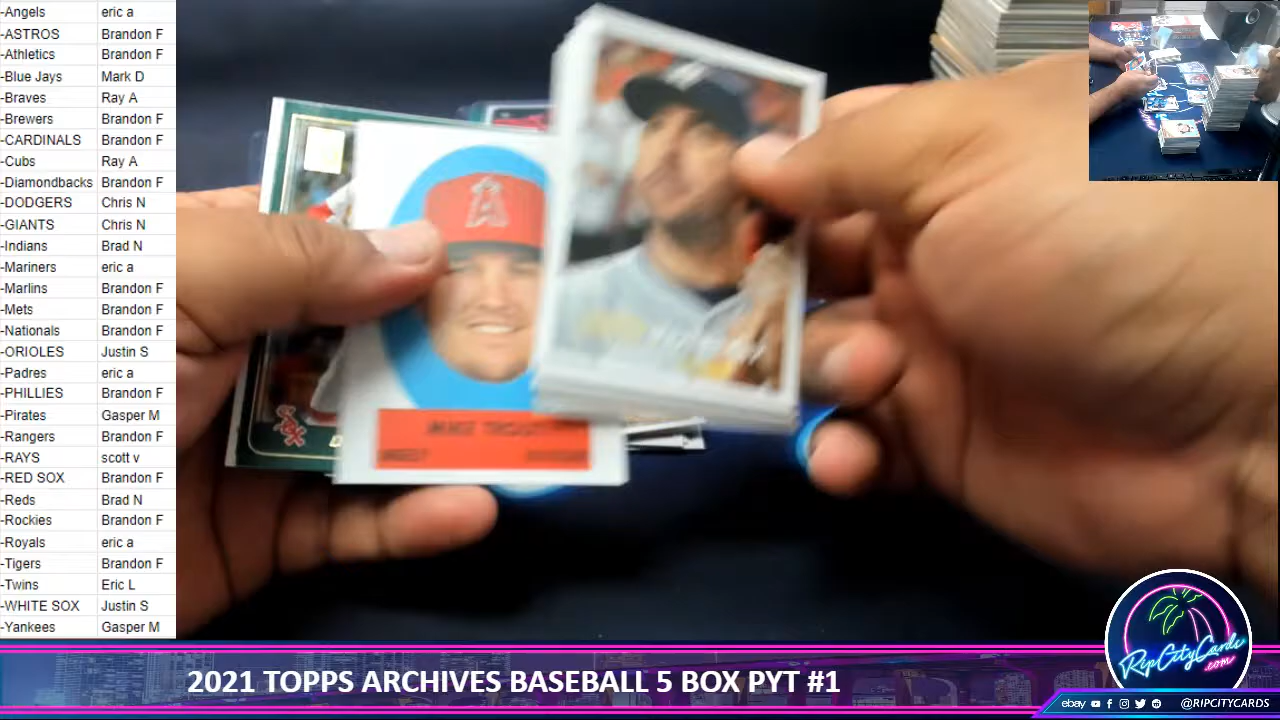 -Angels eric a
-ASTROS Brandon F
-Athletics Brandon F
-Blue Jays Mark D
-Braves Ray A
-Brewers Brandon F
-CARDINALS Brandon F
-Cubs Ray A
-Diamondbacks Brandon F
-DODGERS Chris N
-GIANTS Chris N
-Indians Brad N
-Mariners eric a
-Marlins Brandon F
-Mets Brandon F
-Nationals Brandon F
-ORIOLES Justin S
-Padres eric a
-PHILLIES Brandon F
-Pirates Gasper M
-Rangers Brandon F
-RAYS scott v
-RED SOX Brandon F
-Reds Brad N
-Rockies Brandon F
-Royals eric a
-Tigers Brandon F
-Twins Eric L
-WHITE SOX Justin S
-Yankees Gasper M
A
MIKE TROUT
Sox
RipCityCards
.com
2021 TOPPS ARCHIVES BASEBALL 5 BOX PYT #1
ebay @RIPCITYCARDS